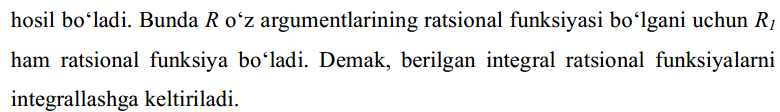 hosil bo‘ladi. Bunda R o‘z argumentlarining ratsional funksiyasi bo‘lgani uchun R₁
ham ratsional funksiya bo‘ladi. Demak, berilgan integral ratsional funksiyalarni
integrallashga keltiriladi.